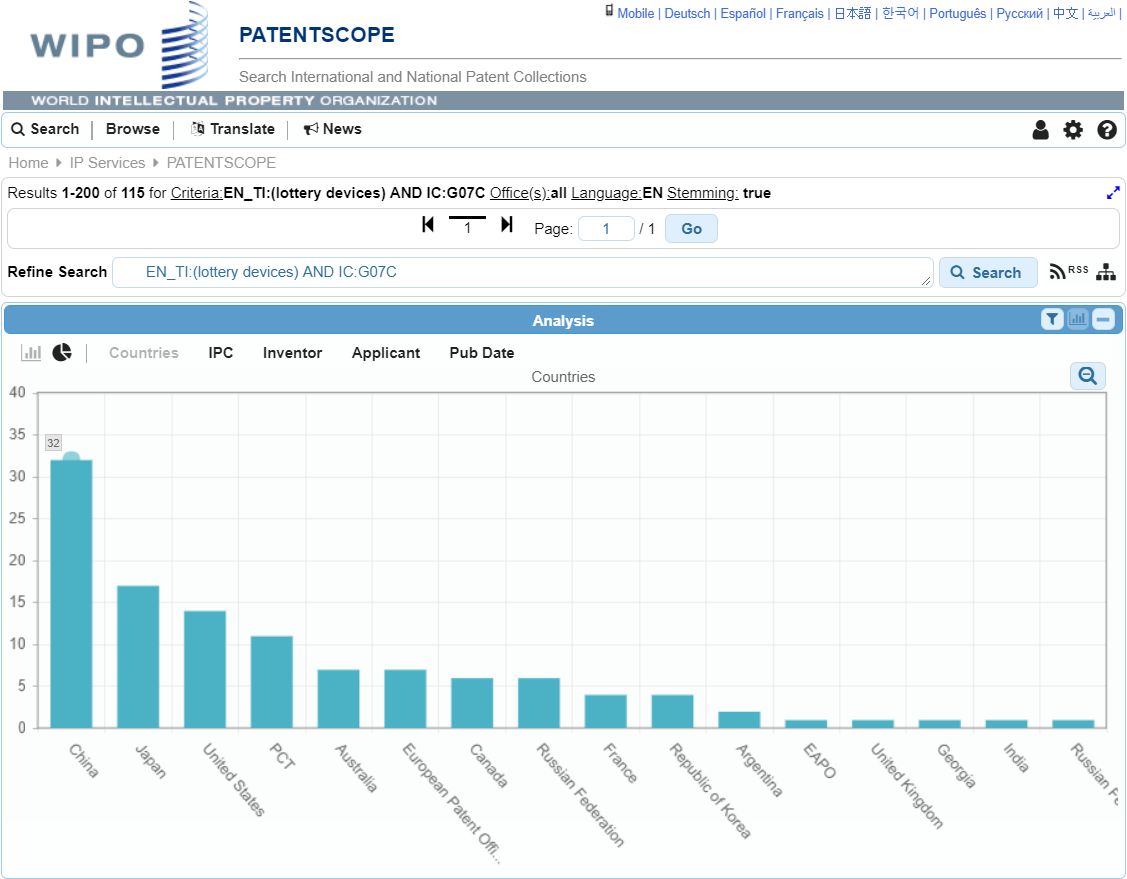 Mobile | Deutsch | Español | Français | 日本語 | 한국어 | Português | Русский | 中文 | العربية |
WIPO
PATENTSCOPE
Search International and National Patent Collections
WORLD INTELLECTUAL PROPERTY ORGANIZATION
Search | Browse | Translate | News
Home IP Services PATENTSCOPE
Results 1-200 of 115 for Criteria:EN_TI:(lottery devices) AND IC:G07C Office(s):all Language:EN Stemming: true
1 Page: 1 / 1 Go
Refine Search EN_TI:(lottery devices) AND IC:G07C Search RSS
Analysis
Countries IPC Inventor Applicant Pub Date
Countries
40
35
32
30
25
20
15
10
5
0
China
Japan
United States
PCT
Australia
European Patent Offi...
Canada
Russian Federation
France
Republic of Korea
Argentina
EAPO
United Kingdom
Georgia
India
Russian